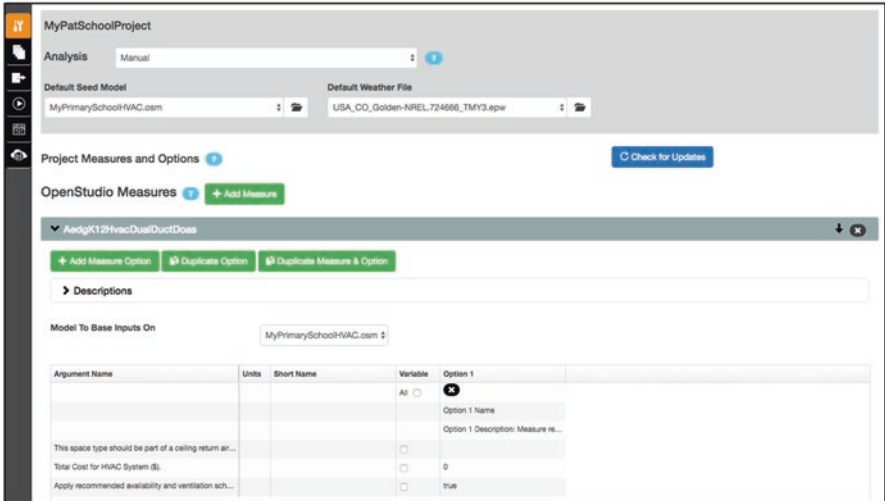 MyPatSchoolProject
Analysis Manual ?
Default Seed Model Default Weather File
MyPrimarySchoolHVAC.osm USA_CO_Golden-NREL.724666_TMY3.epw
Project Measures and Options ? Check for Updates
OpenStudio Measures ? + Add Measure
AedgK12HvacDualDuctDoas
+ Add Measure Option Duplicate Option Duplicate Measure & Option
Descriptions
Model To Base Inputs On MyPrimarySchoolHVAC.osm
Argument Name Units Short Name Variable Option 1
All
Option 1 Name
Option 1 Description: Measure re...
This space type should be part of a ceiling return air...
Total Cost for HVAC System ($). 0
Apply recommended availability and ventilation sch... true